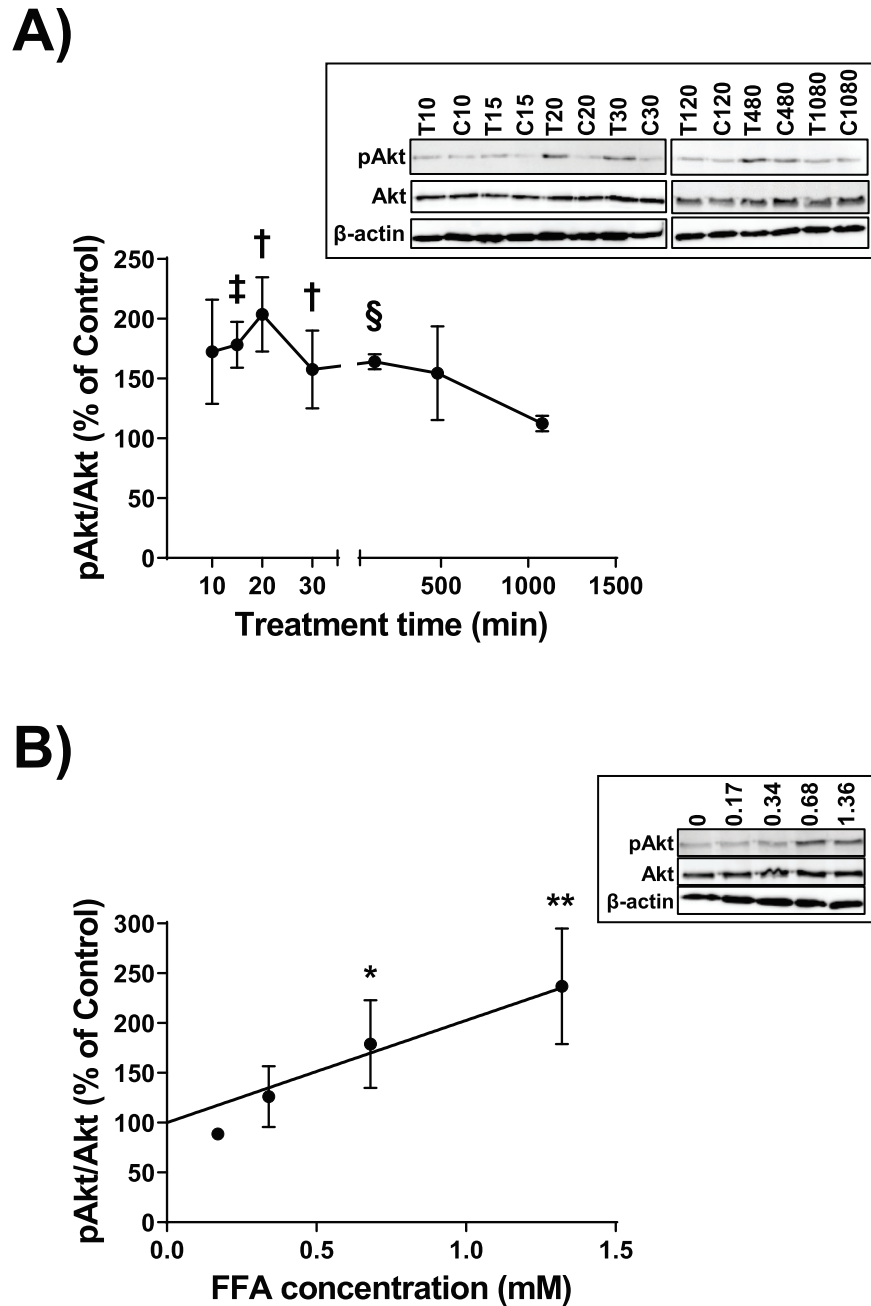 A)
T10 C10 T15 C15 T20 C20 T30 C30 T120 C120 T480 C480 T1080 C1080
pAkt
Akt
β-actin
† ‡ † §
pAkt/Akt (% of Control)
250
200
150
100
50
0
10 20 30 500 1000 1500
Treatment time (min)
B)
0 0.17 0.34 0.68 1.36
pAkt
Akt
β-actin
* **
pAkt/Akt (% of Control)
300
250
200
150
100
50
0
0.0 0.5 1.0 1.5
FFA concentration (mM)